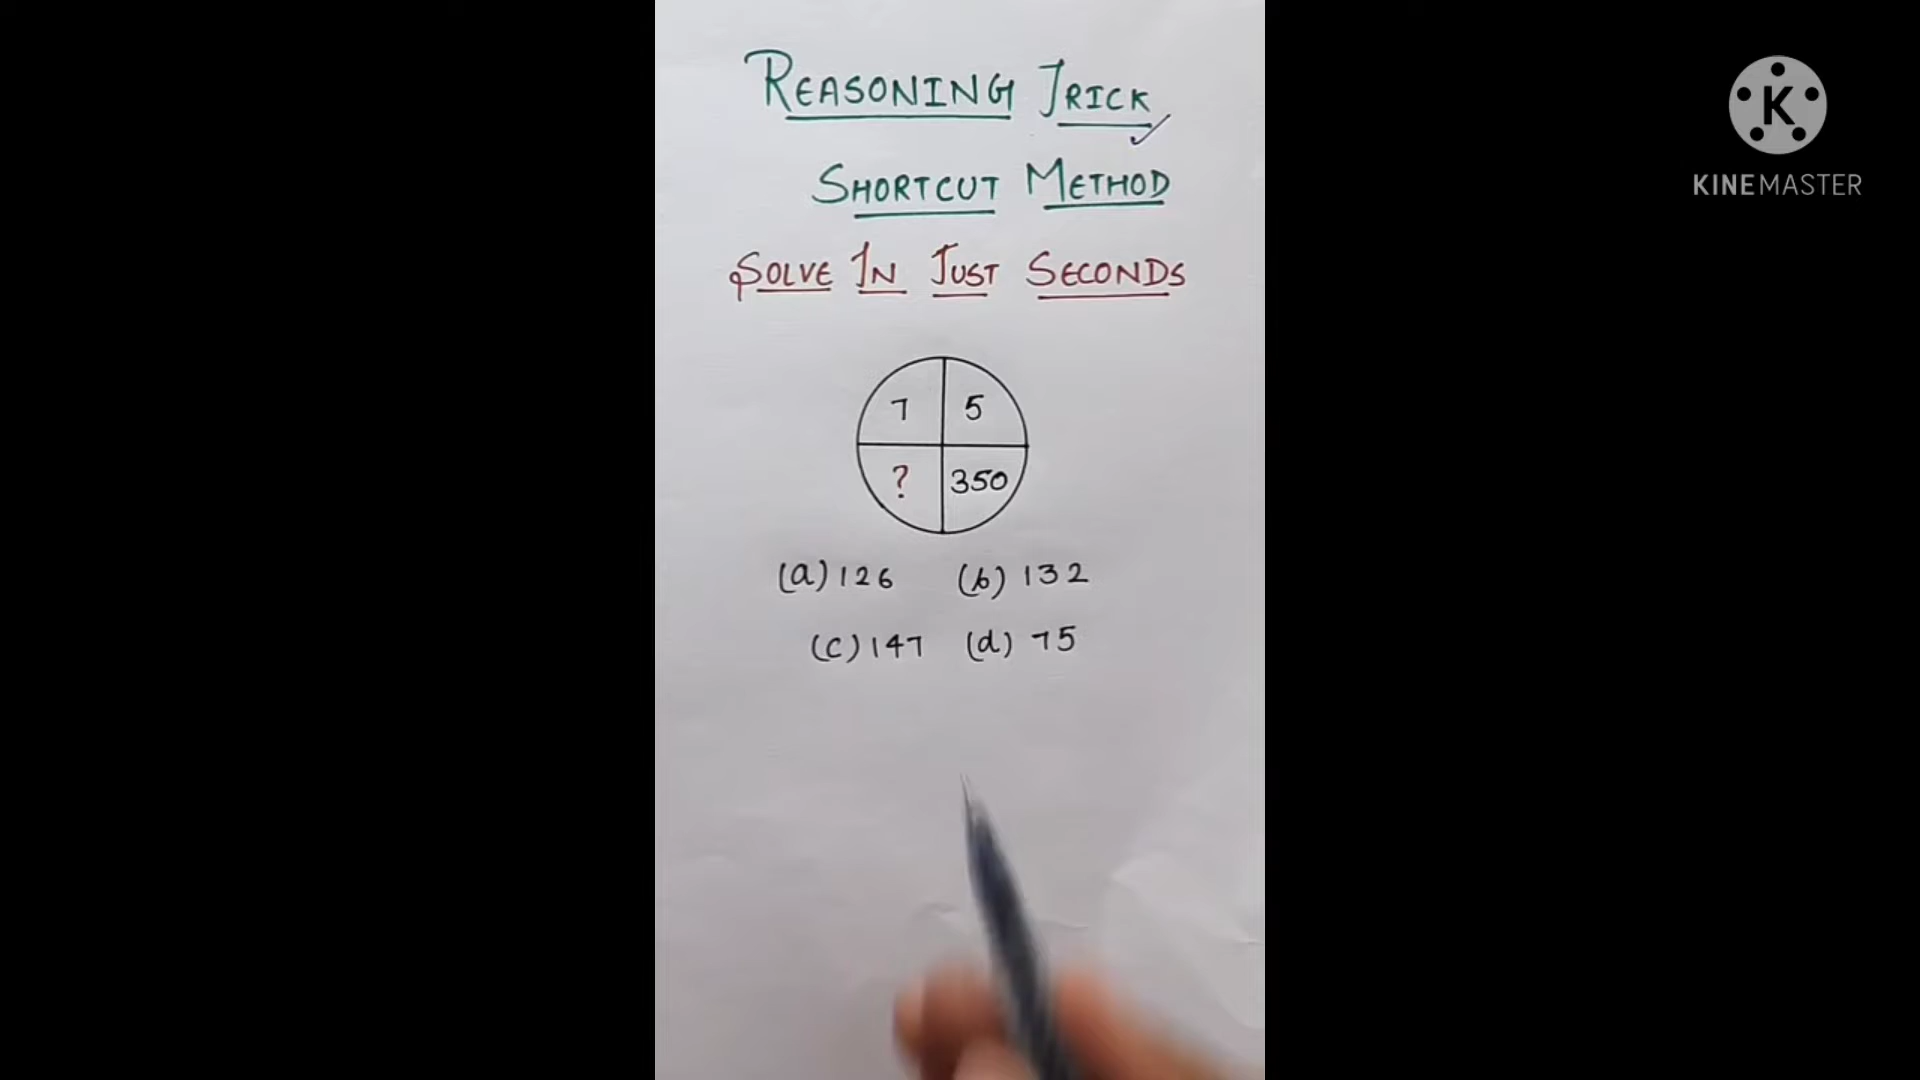 REASONING TRICK
SHORTCUT METHOD
SOLVE IN JUST SECONDS
7 5
? 350
(a) 126 (b) 132
(c) 147 (d) 75
K
KINEMASTER